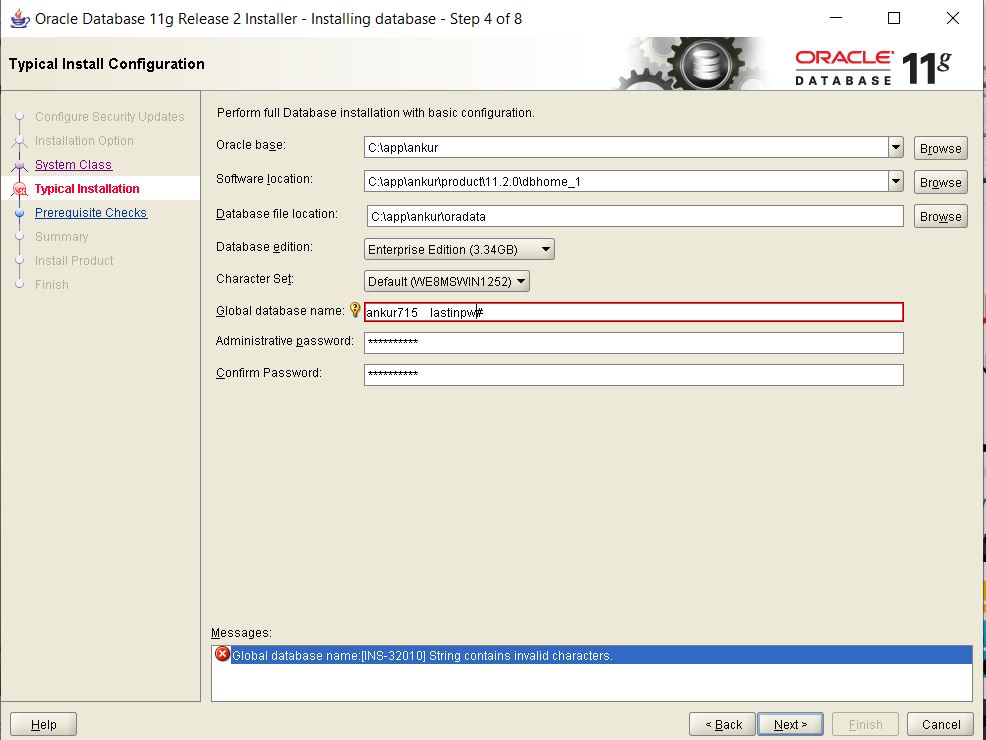 Oracle Database 11g Release 2 Installer - Installing database - Step 4 of 8
Typical Install Configuration
ORACLE DATABASE 11g
Configure Security Updates
Installation Option
System Class
Typical Installation
Prerequisite Checks
Summary
Install Product
Finish
Perform full Database installation with basic configuration.
Oracle base: C:\app\ankur Browse
Software location: C:\app\ankur\product\11.2.0\dbhome_1 Browse
Database file location: C:\app\ankur\oradata Browse
Database edition: Enterprise Edition (3.34GB)
Character Set: Default (WE8MSWIN1252)
Global database name: ankur715 lastinpw#
Administrative password: **********
Confirm Password: **********
Messages:
Global database name:[INS-32010] String contains invalid characters.
Help < Back Next > Finish Cancel